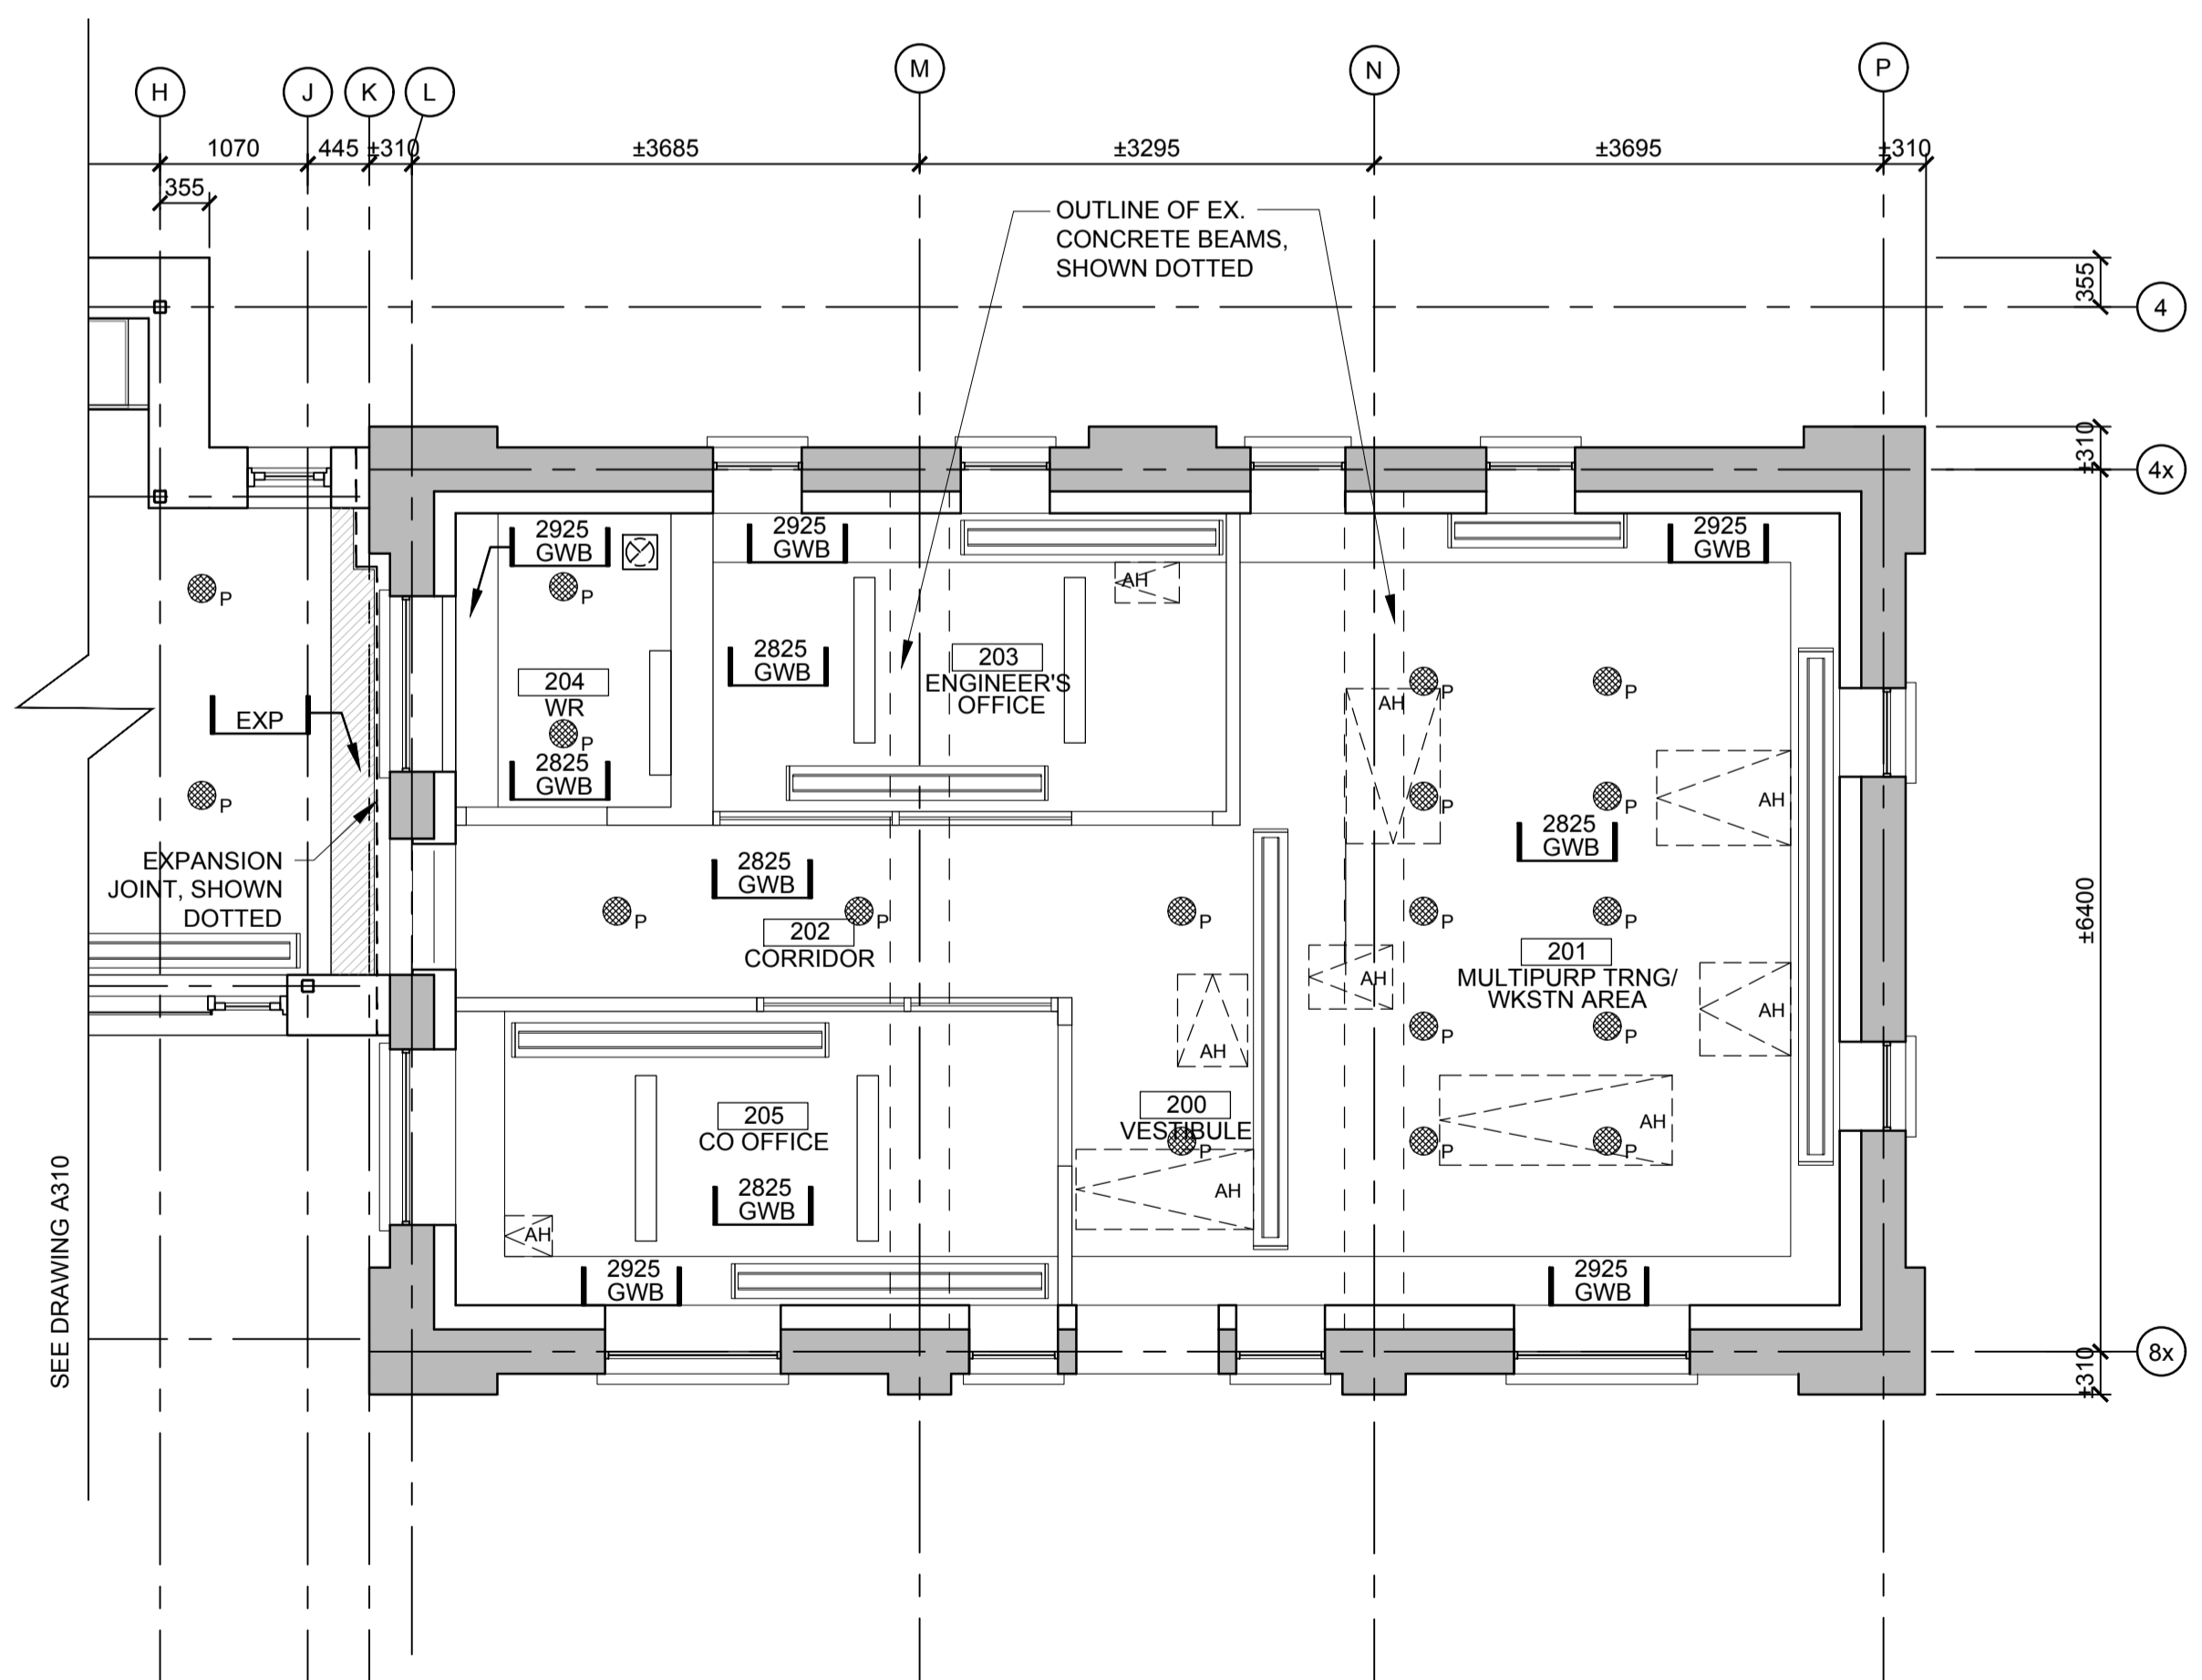 M
N
P
H
J
K
L
1070
445
±310
±3685
±3295
±3695
±310
355
OUTLINE OF EX.
CONCRETE BEAMS,
SHOWN DOTTED
355
4
±310
4x
2925
GWB
2925
GWB
2925
GWB
AH
P
P
2825
GWB
203
ENGINEER'S
OFFICE
204
WR
P
2825
GWB
P
P
AH
EXP
P
P
P
AH
2825
GWB
EXPANSION
JOINT, SHOWN
DOTTED
2825
GWB
P
P
P
P
P
202
CORRIDOR
201
MULTIPURP TRNG/
WKSTN AREA
AH
AH
AH
P
P
±6400
200
VESTIBULE
P
205
CO OFFICE
AH
P
P
2825
GWB
AH
AH
2925
GWB
2925
GWB
SEE DRAWING A310
8x
±310